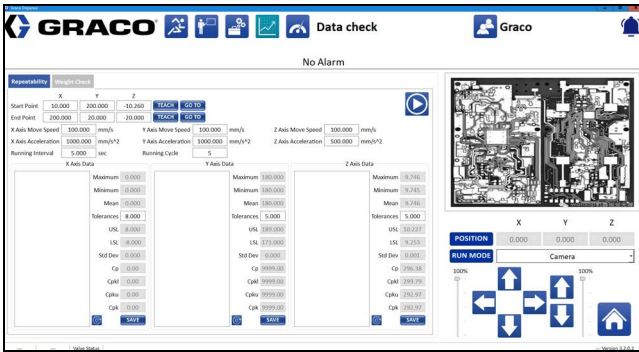 Graco Dispense
GRACO Data check Graco
No Alarm
Repeatability Weight Check
X Y Z
Start Point 10.000 200.000 -10.260 TEACH GO TO
End Point 200.000 20.000 -20.000 TEACH GO TO
X Axis Move Speed 100.000 mm/s Y Axis Move Speed 100.000 mm/s Z Axis Move Speed 100.000 mm/s
X Axis Acceleration 1000.000 mm/s^2 Y Axis Acceleration 1000.000 mm/s^2 Z Axis Acceleration 500.000 mm/s^2
Running Interval 5.000 sec Running Cycle 5
X Axis Data Y Axis Data Z Axis Data
Maximum 0.000 Maximum 180.000 Maximum 9.746
Minimum 0.000 Minimum 180.000 Minimum 9.745
Mean 0.000 Mean 180.000 Mean 9.746
Tolerances 8.000 Tolerances 5.000 Tolerances 5.000
USL 8.000 USL 189.000 USL 10.227
LSL -8.000 LSL 171.000 LSL 9.253
Std Dev 0.000 Std Dev 0.000 Std Dev 0.001
Cp 0.00 Cp 9999.00 Cp 296.38
Cpkl 0.00 Cpkl 9999.00 Cpkl 299.79
Cpku 0.00 Cpku 9999.00 Cpku 292.97
Cpk 0.00 Cpk 9999.00 Cpk 292.97
SAVE SAVE SAVE
X Y Z
POSITION 0.000 0.000 0.000
RUN MODE Camera
100% 100%
Valve Status
Version 3.2.0.2